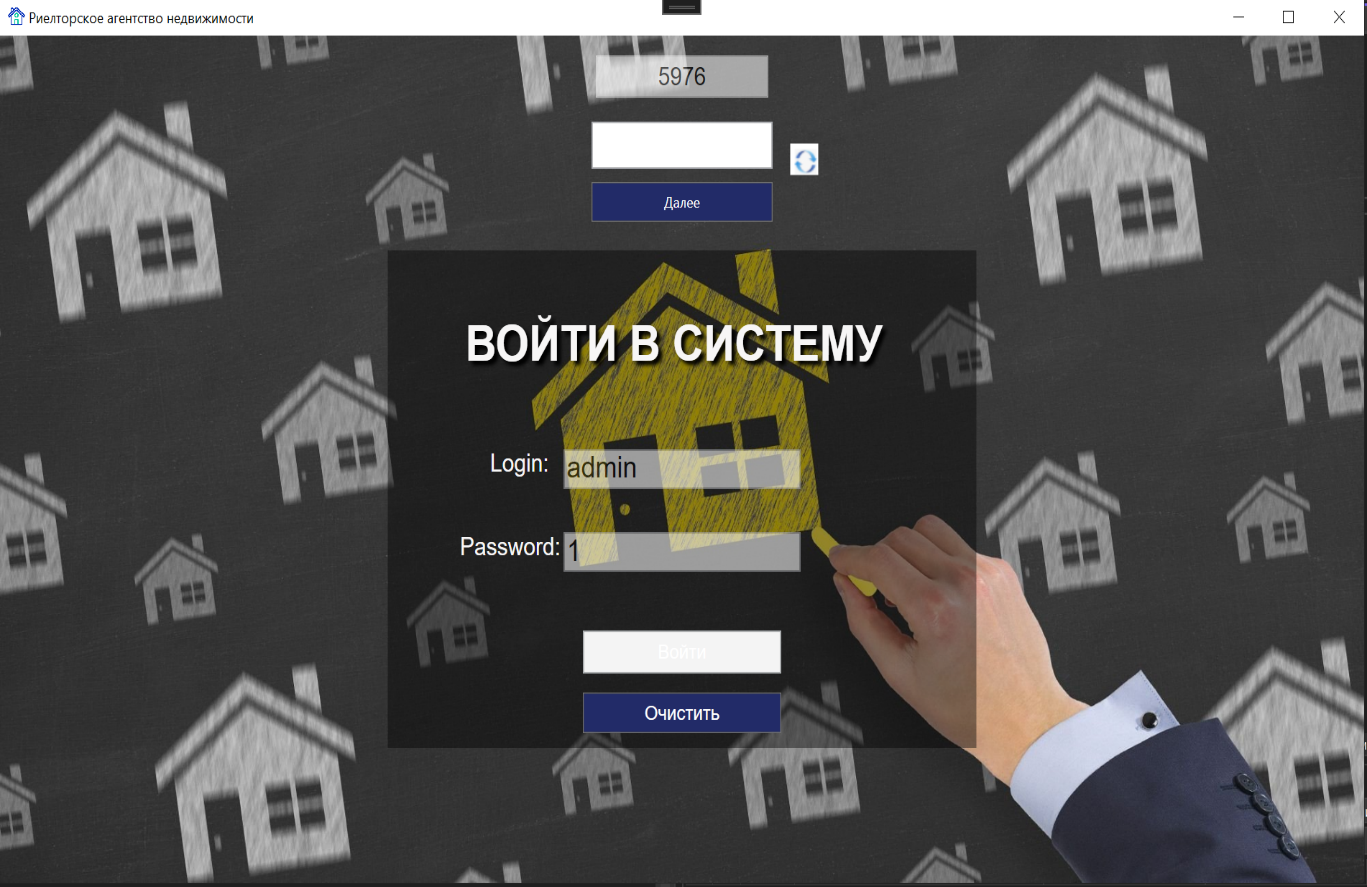 Риелторское агентство недвижимости
5976
Далее
ВОЙТИ В СИСТЕМУ
Login: admin
Password: 1
Войти
Очистить